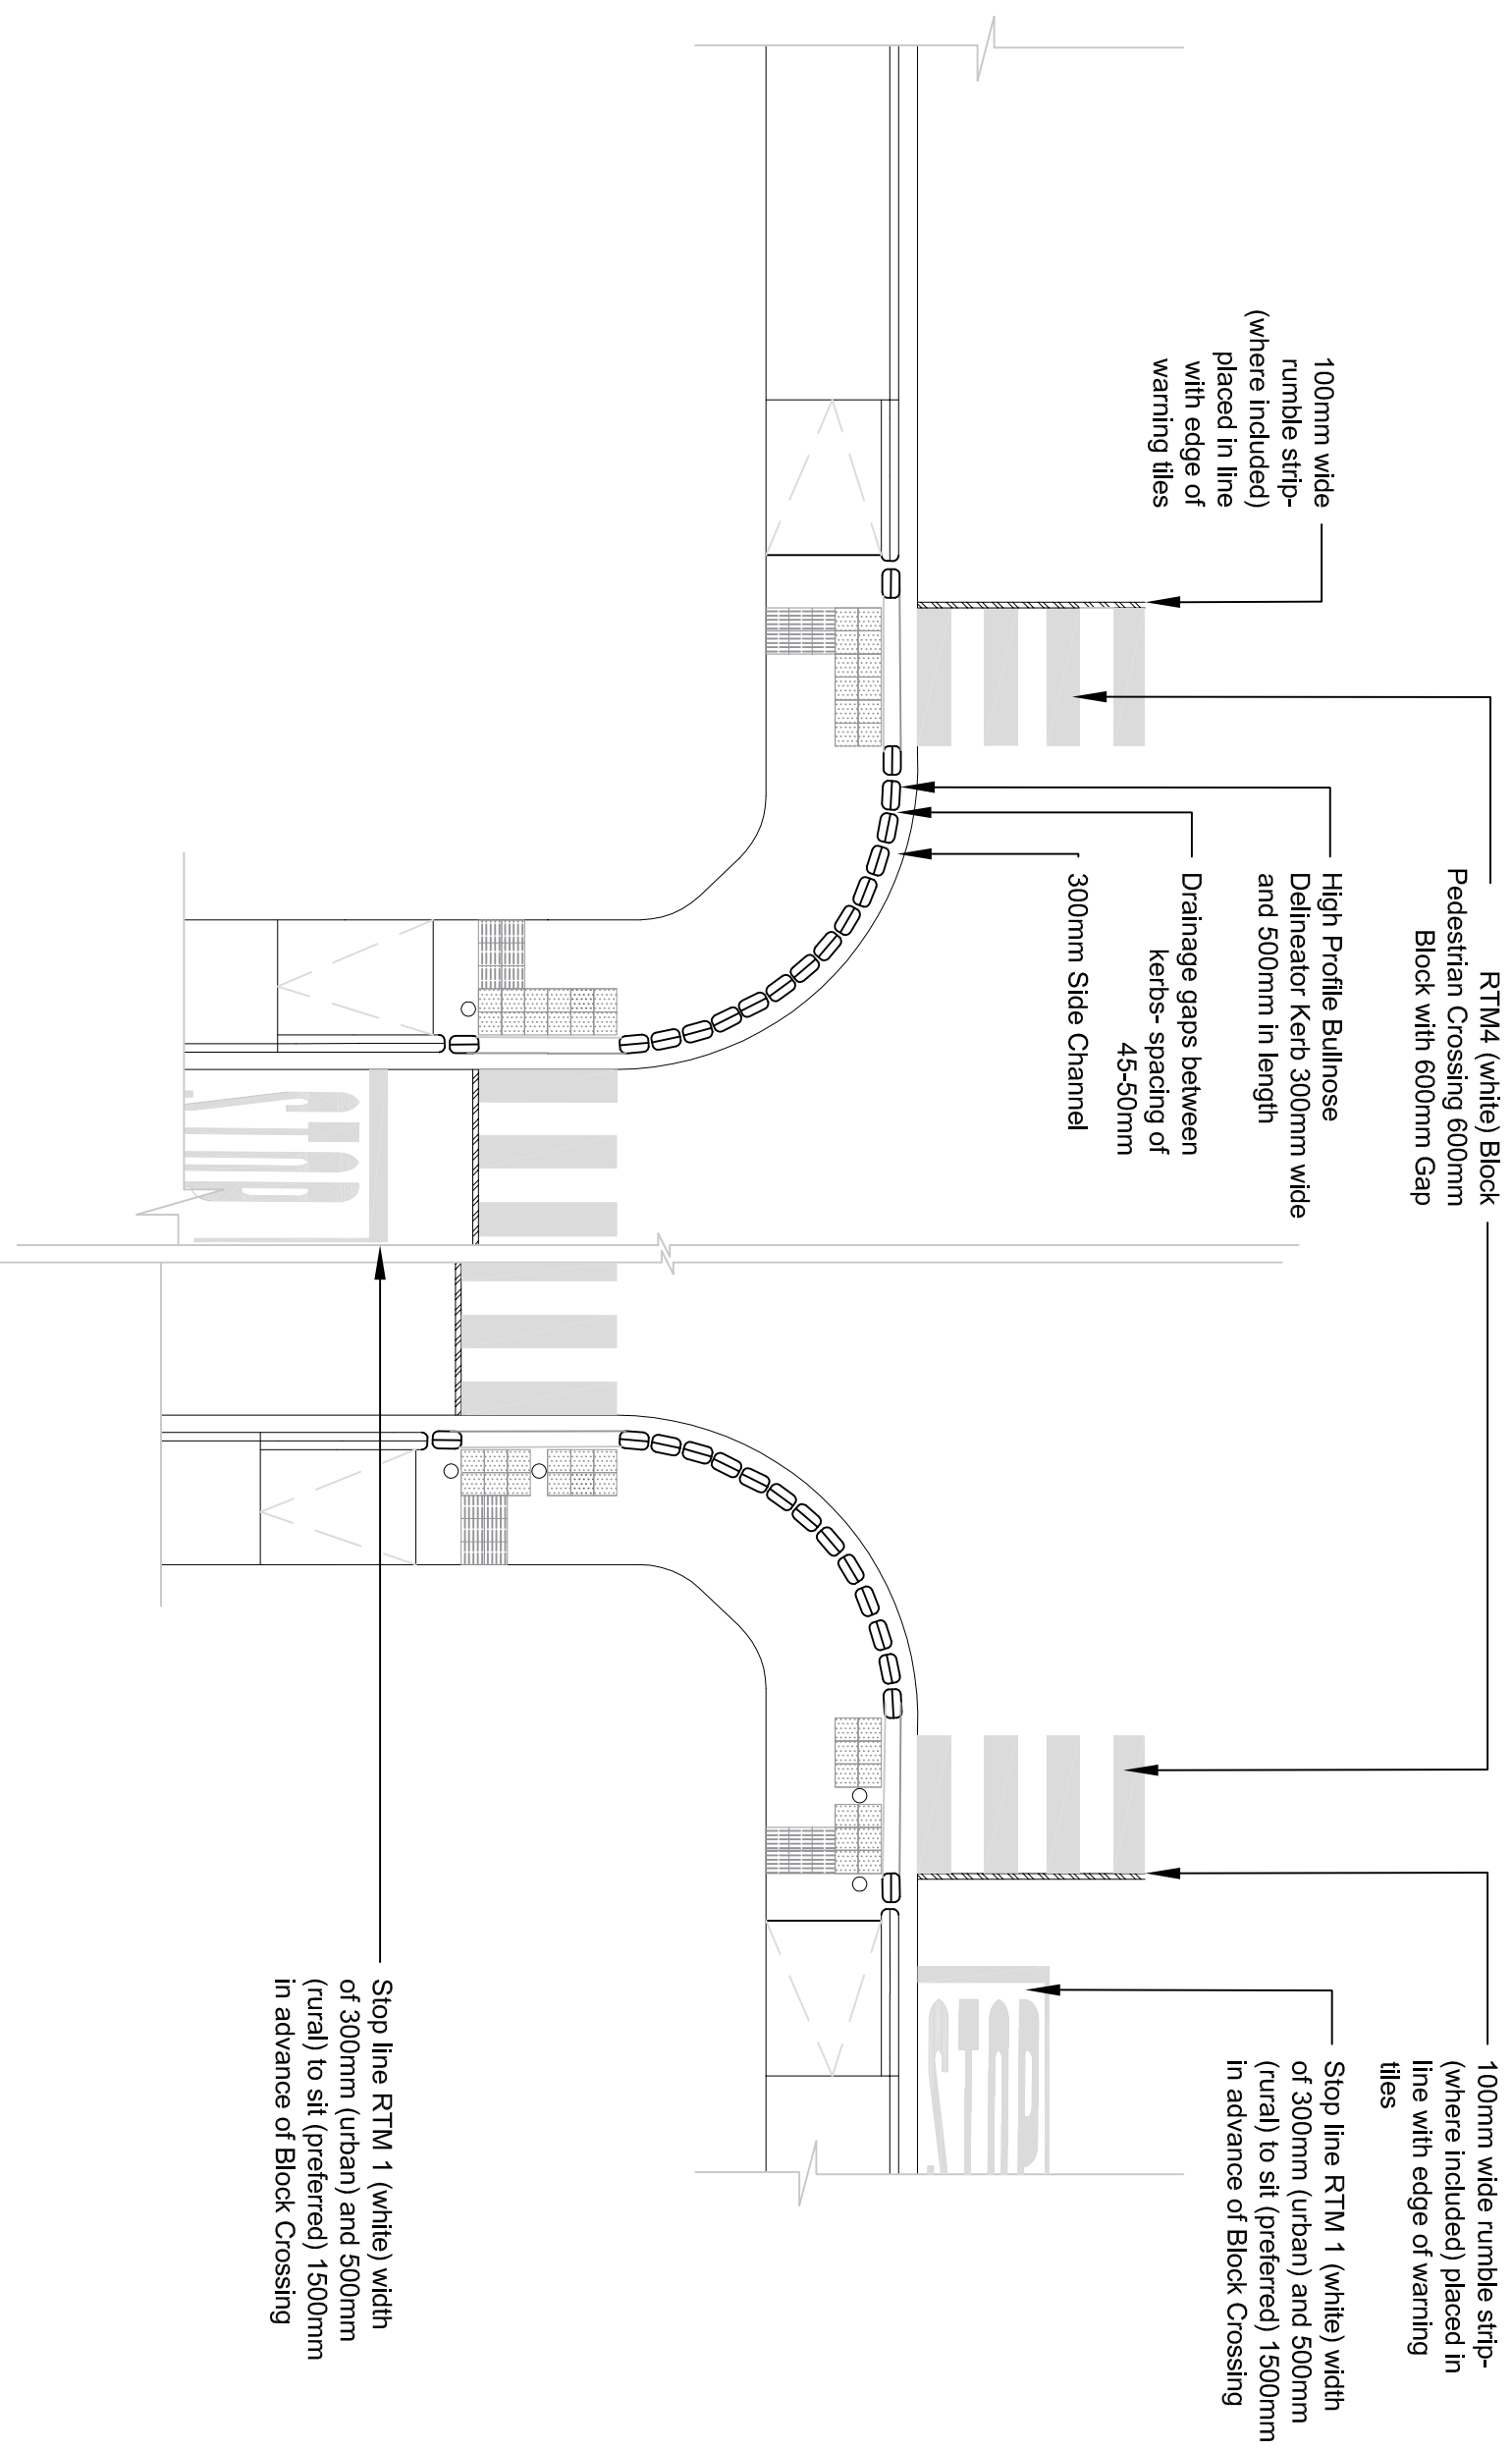 100mm wide
rumble strip-
(where included)
placed in line
with edge of
warning tiles
RTM4 (white) Block
Pedestrian Crossing 600mm
Block with 600mm Gap
High Profile Bullnose
Delineator Kerb 300mm wide
and 500mm in length
Drainage gaps between
kerbs- spacing of
45-50mm
300mm Side Channel
100mm wide rumble strip-
(where included) placed in
line with edge of warning
tiles
Stop line RTM 1 (white) width
of 300mm (urban) and 500mm
(rural) to sit (preferred) 1500mm
in advance of Block Crossing
Stop line RTM 1 (white) width
of 300mm (urban) and 500mm
(rural) to sit (preferred) 1500mm
in advance of Block Crossing
STOP
STOP